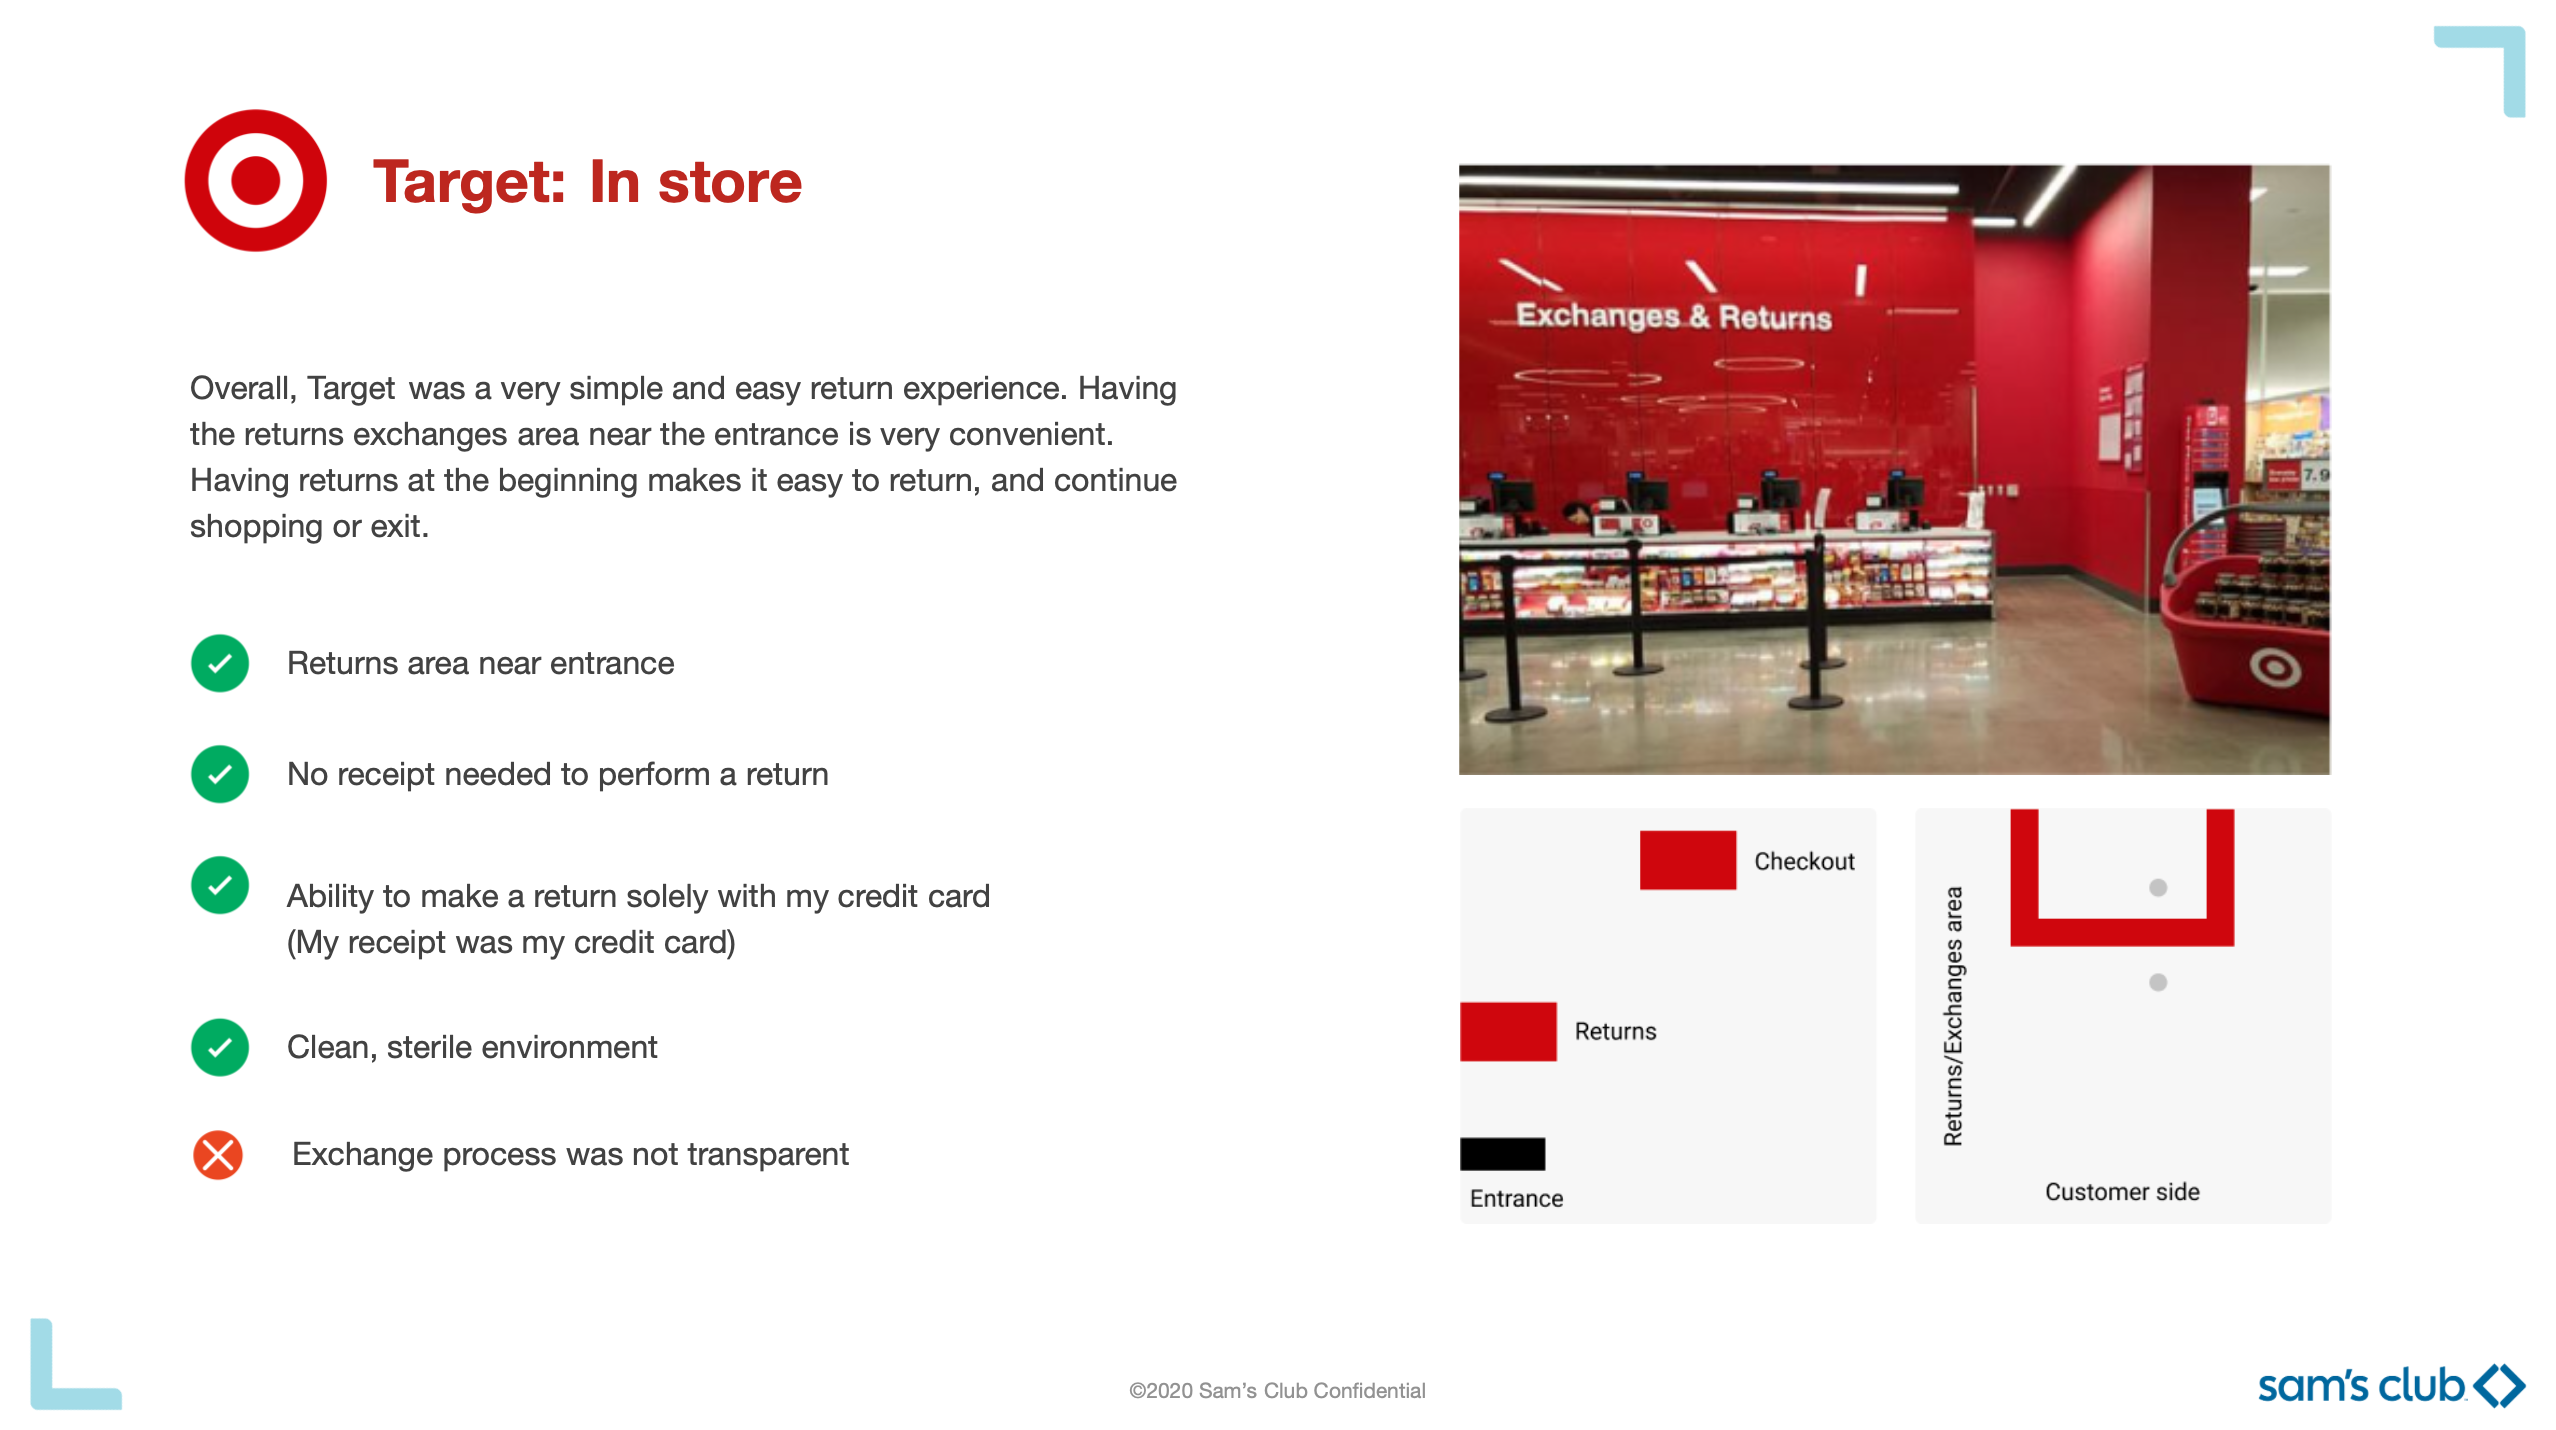 Target: In store
Overall, Target was a very simple and easy return experience. Having
the returns exchanges area near the entrance is very convenient.
Having returns at the beginning makes it easy to return, and continue
shopping or exit.
Returns area near entrance
No receipt needed to perform a return
Ability to make a return solely with my credit card
(My receipt was my credit card)
Clean, sterile environment
Exchange process was not transparent
Exchanges & Returns
7.9
Checkout
Returns
Entrance
Returns/Exchanges area
Customer side
©2020 Sam’s Club Confidential
sam's club